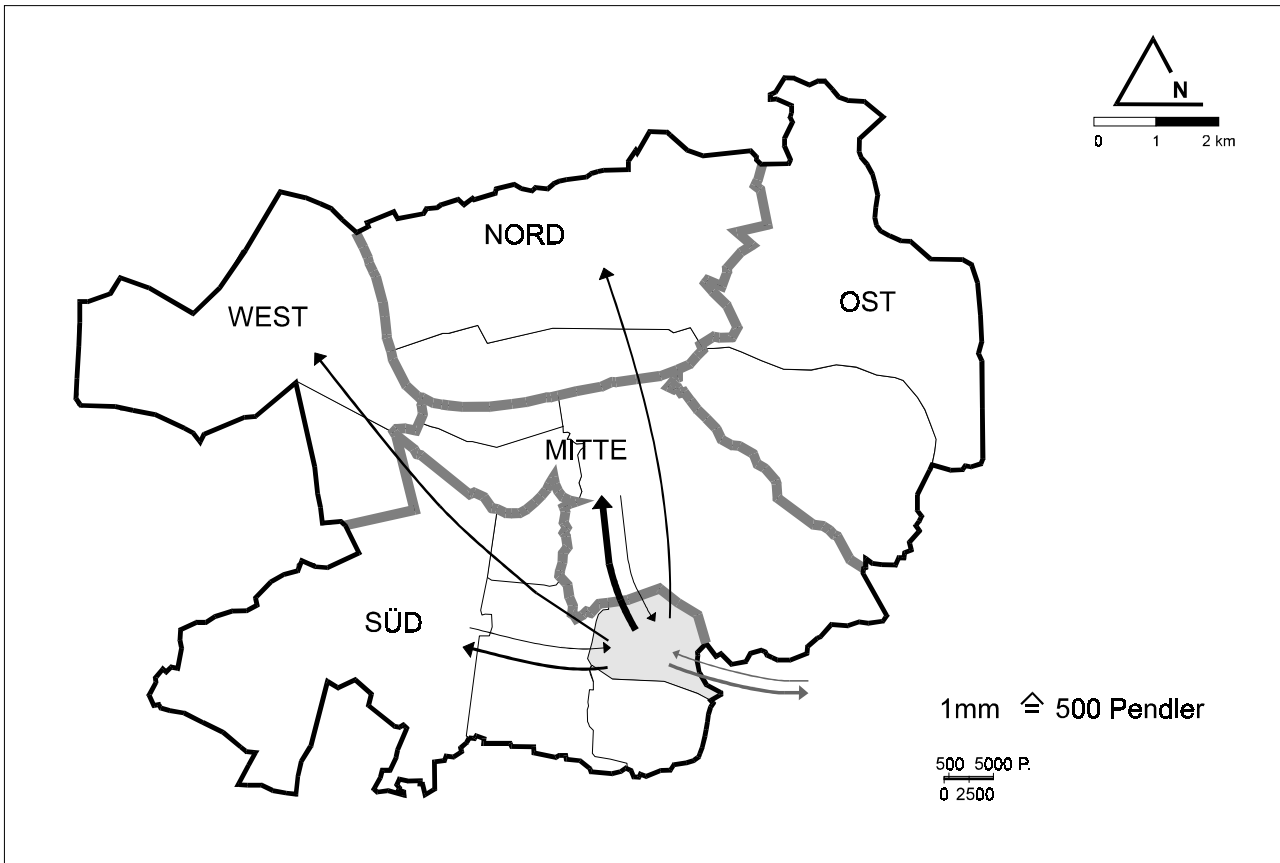 N
0 1 2 km
NORD
OST
WEST
MITTE
SÜD
1mm ≙ 500 Pendler
500 5000 P.
0 2500